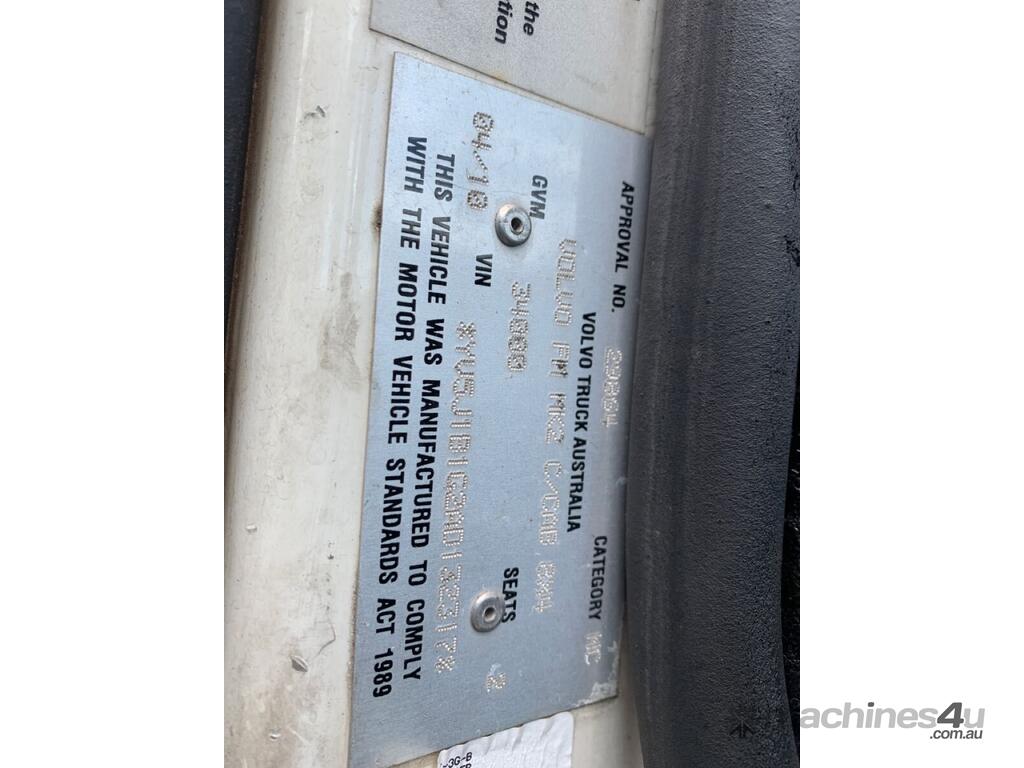 the
tion
APPROVAL NO. 29864 CATEGORY NC
VOLVO TRUCK AUSTRALIA
VOLVO FM MK2 C/CAB 8X4
GVM 34000 SEATS 2
04/10 VIN
THIS VEHICLE WAS MANUFACTURED TO COMPLY
WITH THE MOTOR VEHICLE STANDARDS ACT 1989
-3G-B
machines4u
.com.au